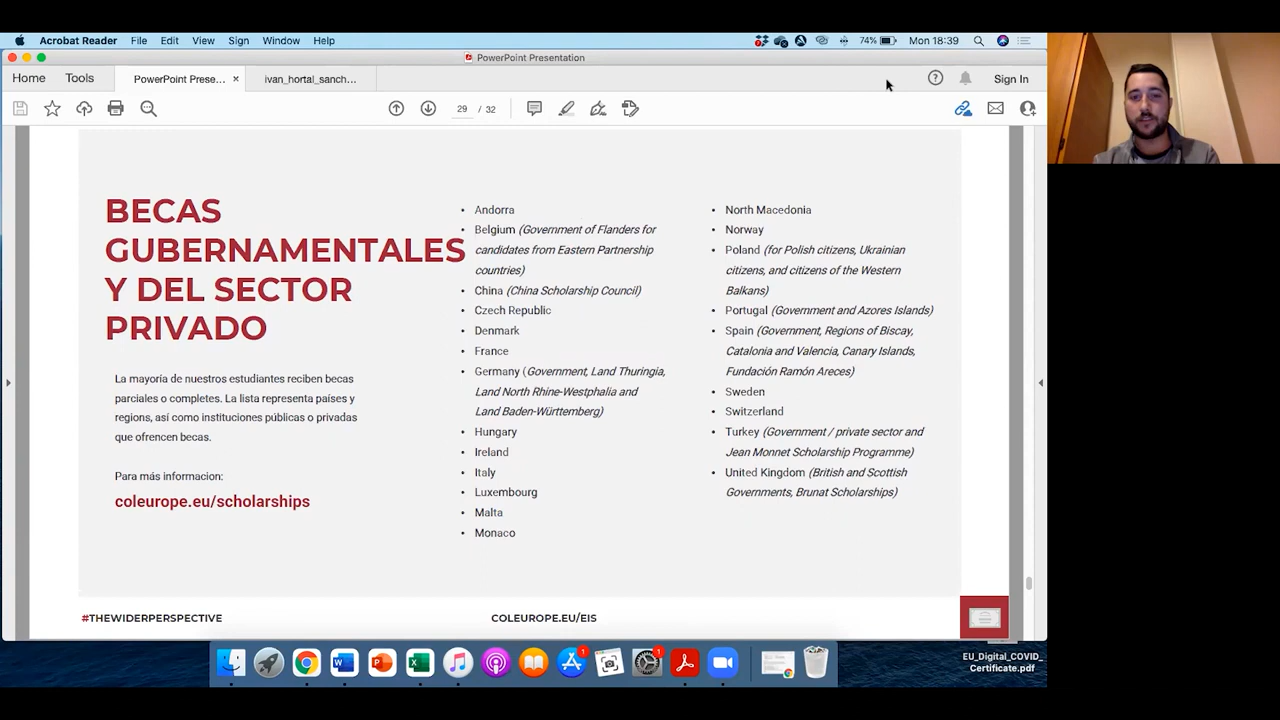 Acrobat Reader File Edit View Sign Window Help
74% Mon 18:39
PowerPoint Presentation
Home Tools PowerPoint Prese... × ivan_hortal_sanch... Sign In
29 / 32
BECAS
GUBERNAMENTALES
Y DEL SECTOR
PRIVADO
La mayoría de nuestros estudiantes reciben becas
parciales o completes. La lista representa países y
regions, así como instituciones públicas o privadas
que ofrencen becas.
Para más informacion:
coleurope.eu/scholarships
• Andorra
• Belgium (Government of Flanders for
candidates from Eastern Partnership
countries)
• China (China Scholarship Council)
• Czech Republic
• Denmark
• France
• Germany (Government, Land Thuringia,
Land North Rhine-Westphalia and
Land Baden-Württemberg)
• Hungary
• Ireland
• Italy
• Luxembourg
• Malta
• Monaco
• North Macedonia
• Norway
• Poland (for Polish citizens, Ukrainian
citizens, and citizens of the Western
Balkans)
• Portugal (Government and Azores Islands)
• Spain (Government, Regions of Biscay,
Catalonia and Valencia, Canary Islands,
Fundación Ramón Areces)
• Sweden
• Switzerland
• Turkey (Government / private sector and
Jean Monnet Scholarship Programme)
• United Kingdom (British and Scottish
Governments, Brunat Scholarships)
#THEWIDERPERSPECTIVE
COLEUROPE.EU/EIS
EU_Digital_COVID_
Certificate.pdf